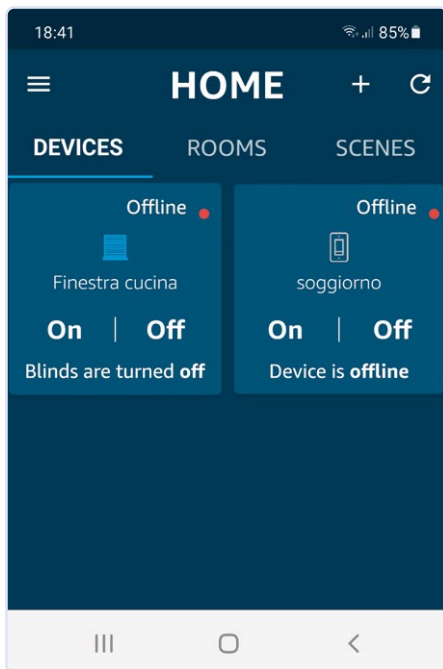 18:41 85%
HOME
DEVICES ROOMS SCENES
Offline
Finestra cucina
On | Off
Blinds are turned off
Offline
soggiorno
On | Off
Device is offline